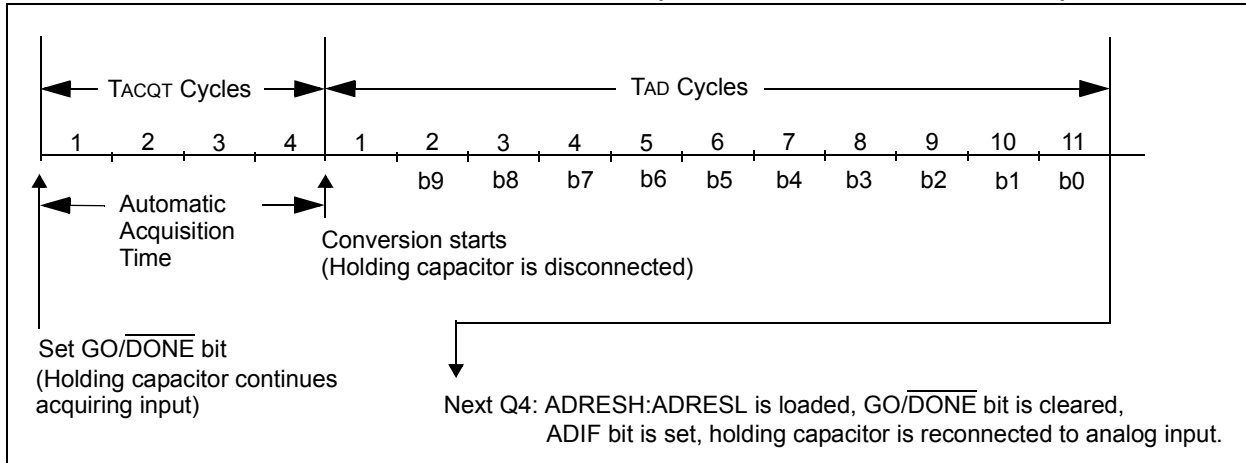 TACQT Cycles TAD Cycles
1 2 3 4 1 2 3 4 5 6 7 8 9 10 11
b9 b8 b7 b6 b5 b4 b3 b2 b1 b0
Automatic
Acquisition
Time
Conversion starts
(Holding capacitor is disconnected)
Set GO/DONE bit
(Holding capacitor continues
acquiring input)
Next Q4: ADRESH:ADRESL is loaded, GO/DONE bit is cleared,
ADIF bit is set, holding capacitor is reconnected to analog input.